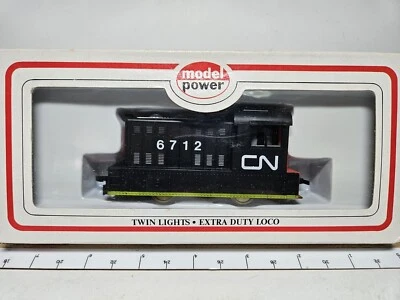 model
power
6712
CN
TWIN LIGHTS • EXTRA DUTY LOCO